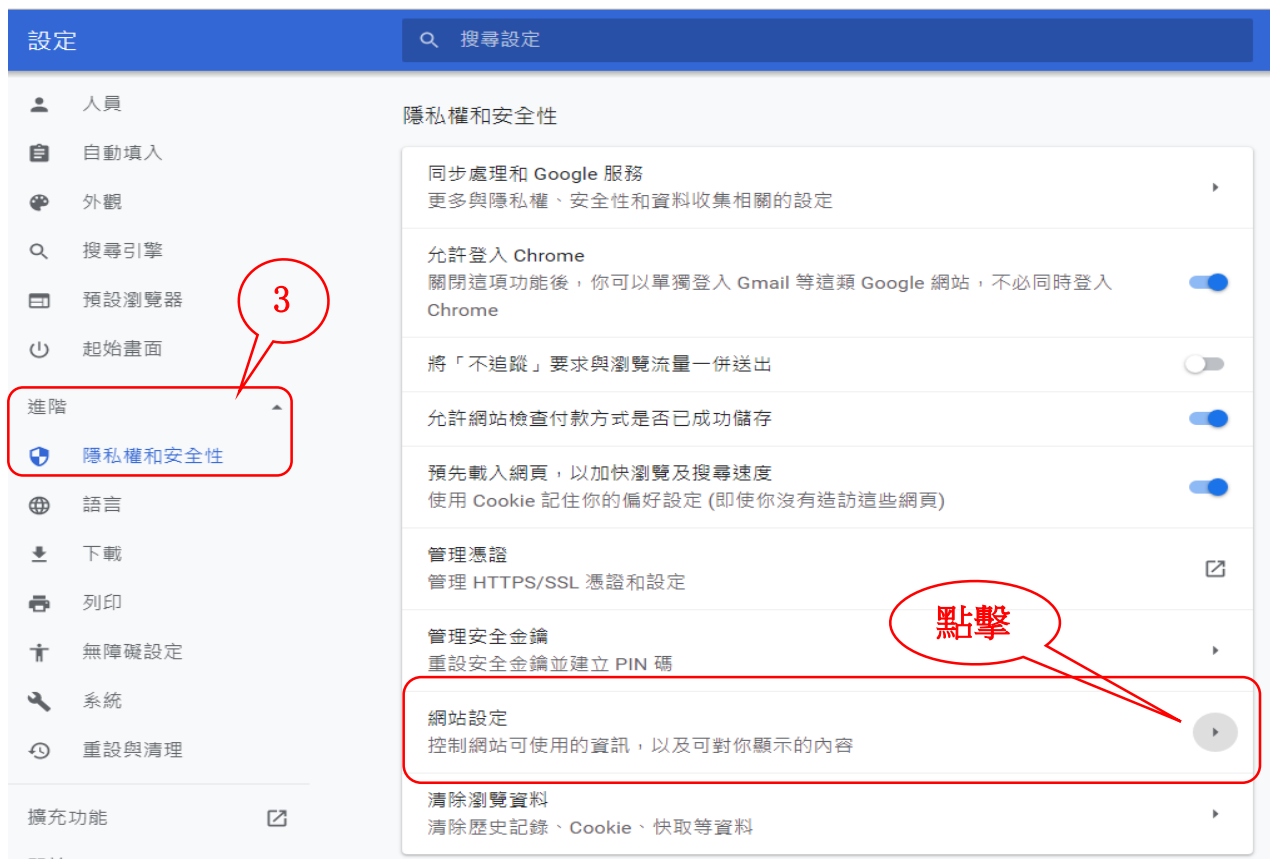 設定
搜尋設定
人員
自動填入
外觀
搜尋引擎
預設瀏覽器
起始畫面
3
進階
隱私權和安全性
語言
下載
列印
無障礙設定
系統
重設與清理
擴充功能
隱私權和安全性
同步處理和 Google 服務
更多與隱私權、安全性和資料收集相關的設定
允許登入 Chrome
關閉這項功能後，你可以單獨登入 Gmail 等這類 Google 網站，不必同時登入
Chrome
將「不追蹤」要求與瀏覽流量一併送出
允許網站檢查付款方式是否已成功儲存
預先載入網頁，以加快瀏覽及搜尋速度
使用 Cookie 記住你的偏好設定 (即使你沒有造訪這些網頁)
管理憑證
管理 HTTPS/SSL 憑證和設定
點擊
管理安全金鑰
重設安全金鑰並建立 PIN 碼
網站設定
控制網站可使用的資訊，以及可對你顯示的內容
清除瀏覽資料
清除歷史記錄、Cookie、快取等資料